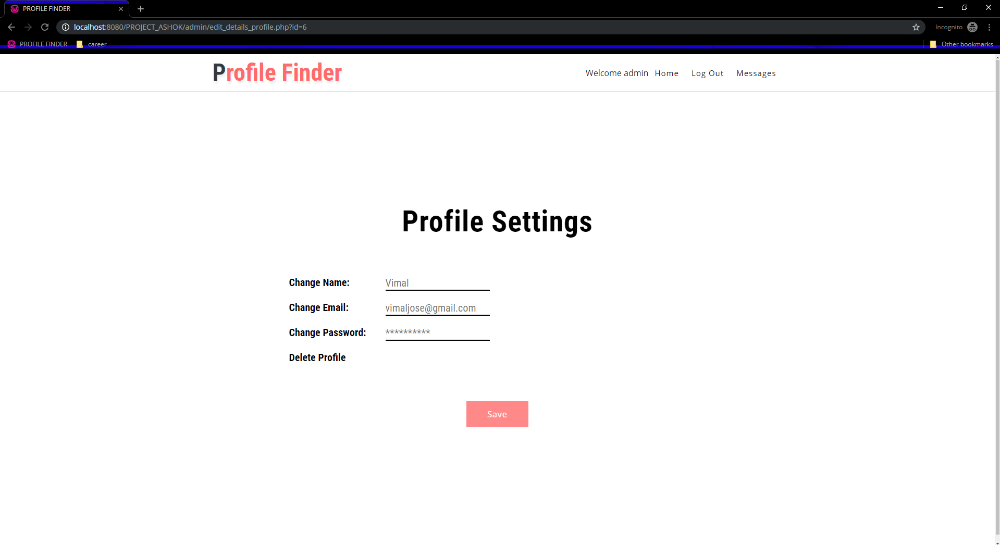 PROFILE FINDER
localhost:8080/PROJECT_ASHOK/admin/edit_details_profile.php?id=6
Incognito
PROFILE FINDER
career
Other bookmarks
Profile Finder
Welcome admin Home Log Out Messages
Profile Settings
Change Name: Vimal
Change Email: vimaljose@gmail.com
Change Password: **********
Delete Profile
Save